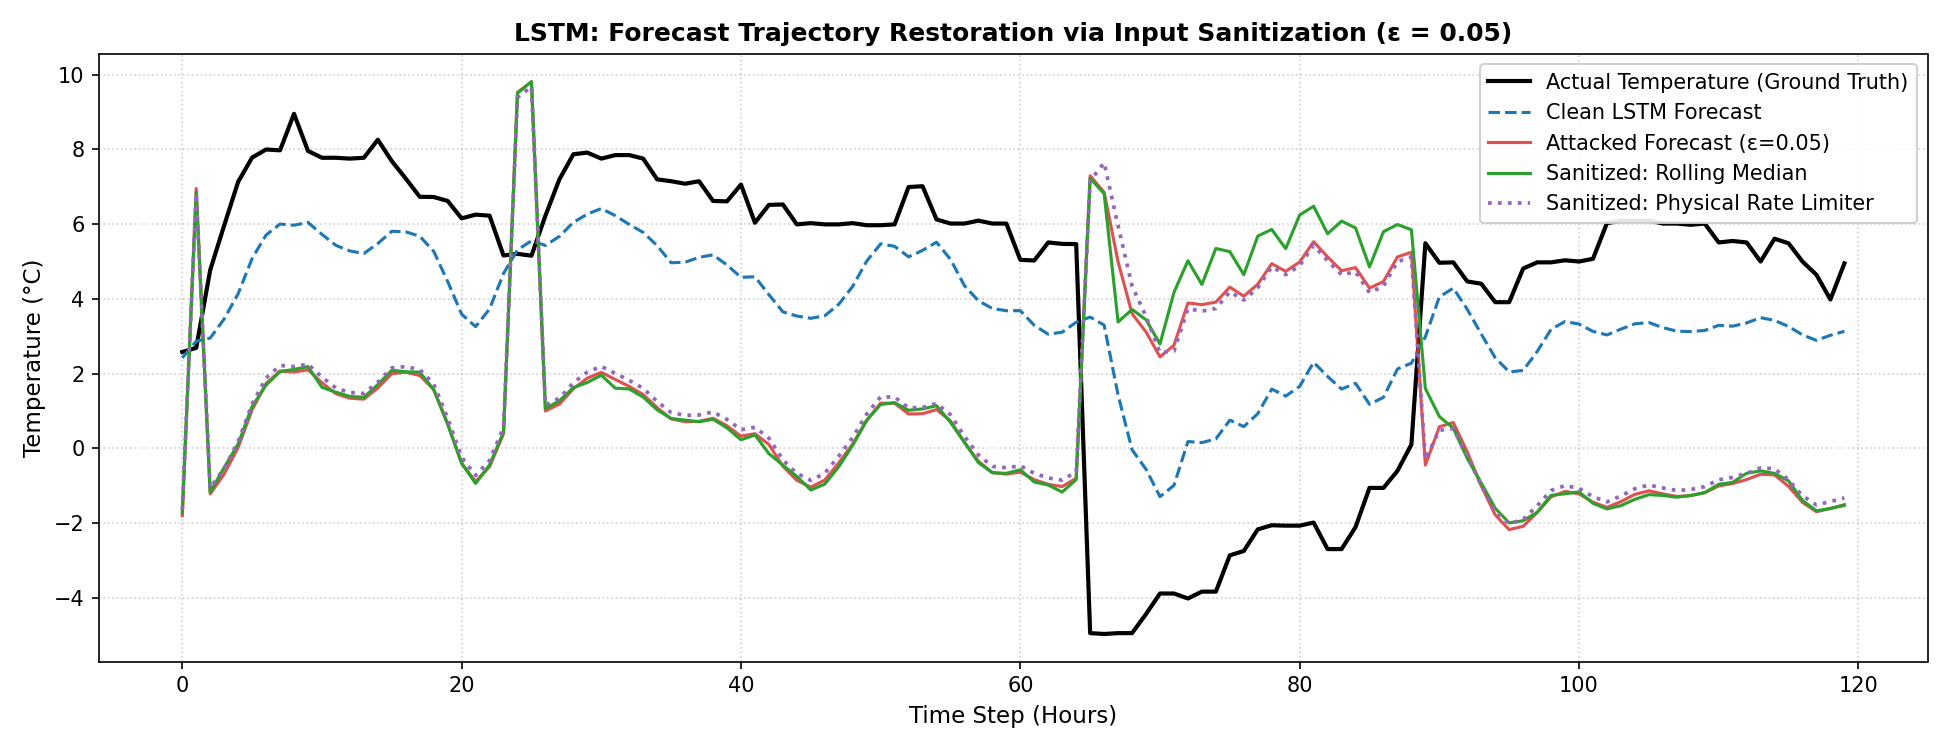 LSTM: Forecast Trajectory Restoration via Input Sanitization (ε = 0.05)
Actual Temperature (Ground Truth)
Clean LSTM Forecast
Attacked Forecast (ε=0.05)
Sanitized: Rolling Median
Sanitized: Physical Rate Limiter
Temperature (°C)
10
8
6
4
2
0
−2
−4
0 20 40 60 80 100 120
Time Step (Hours)